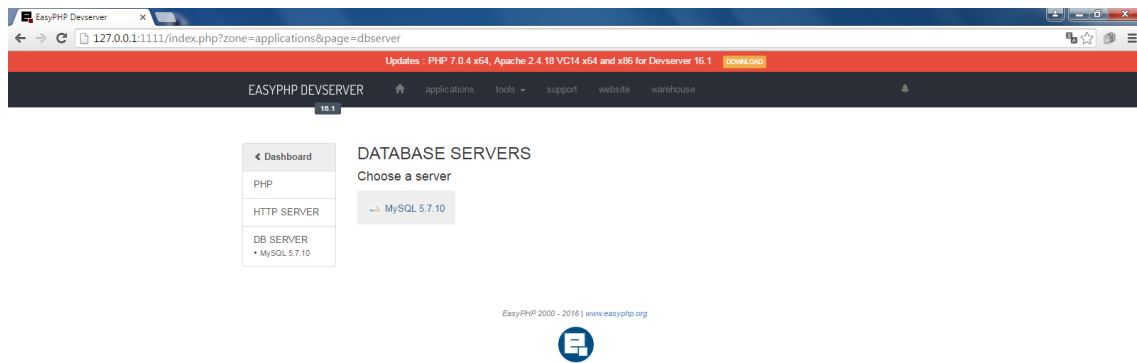 EasyPHP Devserver
127.0.0.1:1111/index.php?zone=applications&page=dbserver
Updates : PHP 7.0.4 x64, Apache 2.4.18 VC14 x64 and x86 for Devserver 16.1 DOWNLOAD
EASYPHP DEVSERVER applications tools support website warehouse
16.1
Dashboard
PHP
HTTP SERVER
DB SERVER
• MySQL 5.7.10
DATABASE SERVERS
Choose a server
MySQL 5.7.10
EasyPHP 2000 - 2016 | www.easyphp.org